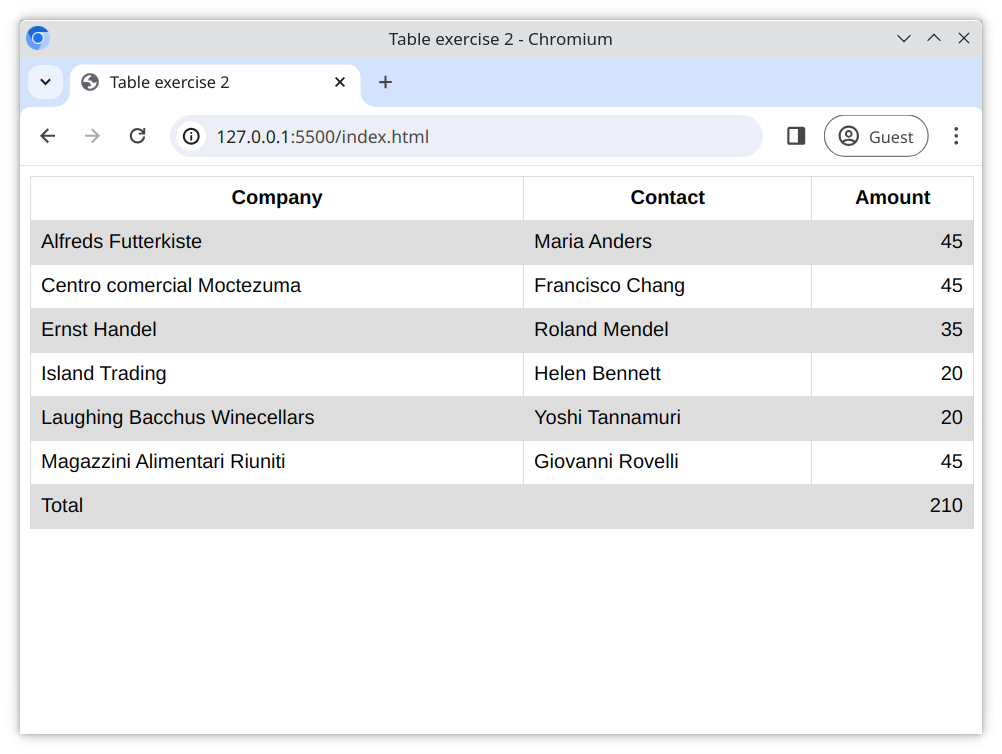 Table exercise 2 - Chromium
Table exercise 2
127.0.0.1:5500/index.html
Guest
Company Contact Amount
Alfreds Futterkiste Maria Anders 45
Centro comercial Moctezuma Francisco Chang 45
Ernst Handel Roland Mendel 35
Island Trading Helen Bennett 20
Laughing Bacchus Winecellars Yoshi Tannamuri 20
Magazzini Alimentari Riuniti Giovanni Rovelli 45
Total 210